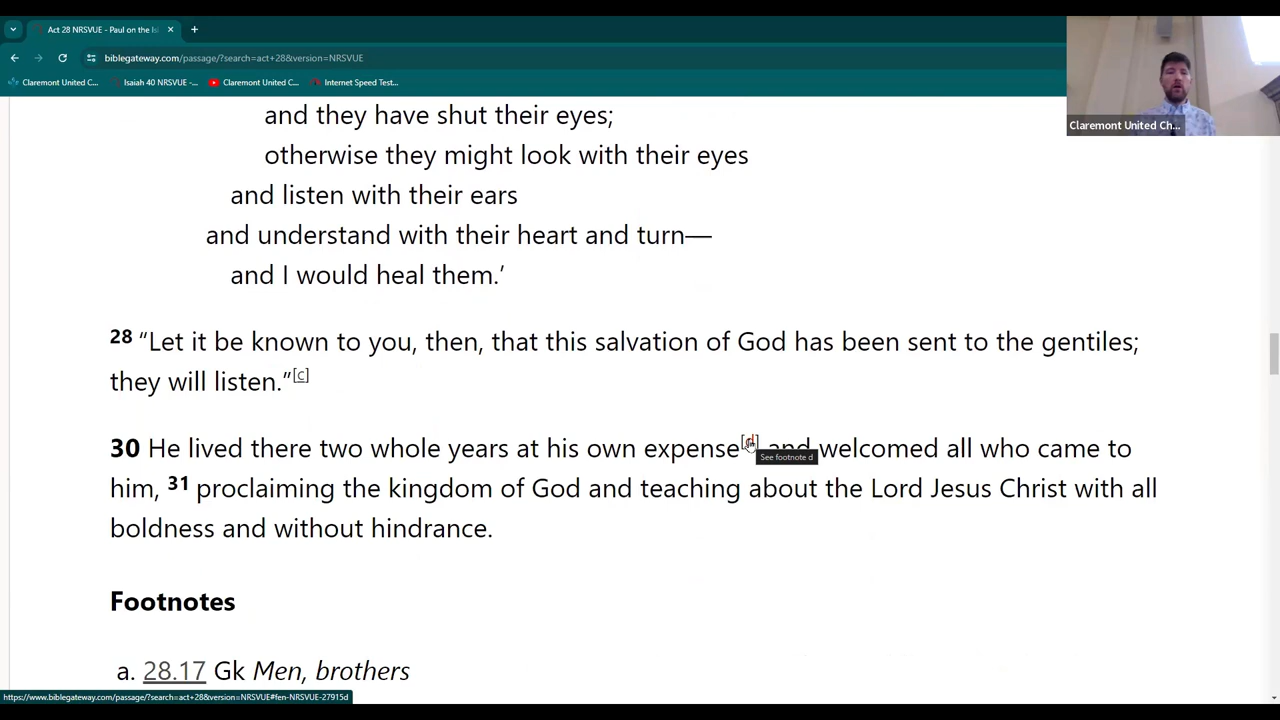 Act 28 NRSVUE - Paul on the Isl
biblegateway.com/passage/?search=act+28&version=NRSVUE
Claremont United C... Isaiah 40 NRSVUE -... Claremont United C... Internet Speed Test...
Claremont United Ch...
and they have shut their eyes;
otherwise they might look with their eyes
and listen with their ears
and understand with their heart and turn—
and I would heal them.’
28 “Let it be known to you, then, that this salvation of God has been sent to the gentiles;
they will listen.”[c]
30 He lived there two whole years at his own expense[d] and welcomed all who came to
See footnote d
him, 31 proclaiming the kingdom of God and teaching about the Lord Jesus Christ with all
boldness and without hindrance.
Footnotes
a. 28.17 Gk Men, brothers
https://www.biblegateway.com/passage/?search=act+28&version=NRSVUE#fen-NRSVUE-27915d